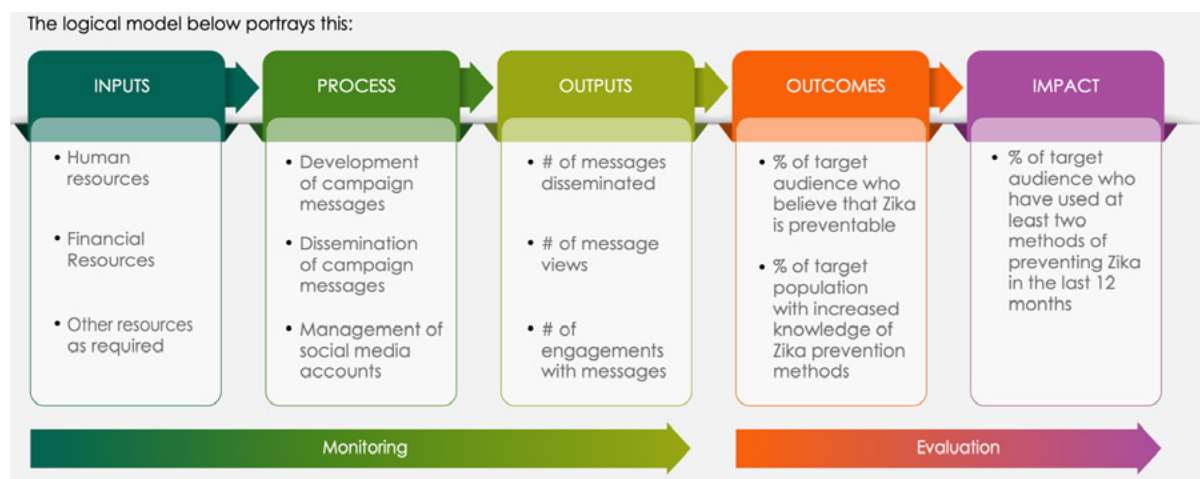 The logical model below portrays this:
INPUTS
PROCESS
OUTPUTS
OUTCOMES
IMPACT
• Human
resources
• Financial
Resources
• Other resources
as required
• Development
of campaign
messages
• Dissemination
of campaign
messages
• Management of
social media
accounts
• # of messages
disseminated
• # of message
views
• # of
engagements
with messages
• % of target
audience who
believe that Zika
is preventable
• % of target
population
with increased
knowledge of
Zika prevention
methods
• % of target
audience who
have used at
least two
methods of
preventing Zika
in the last 12
months
Monitoring
Evaluation